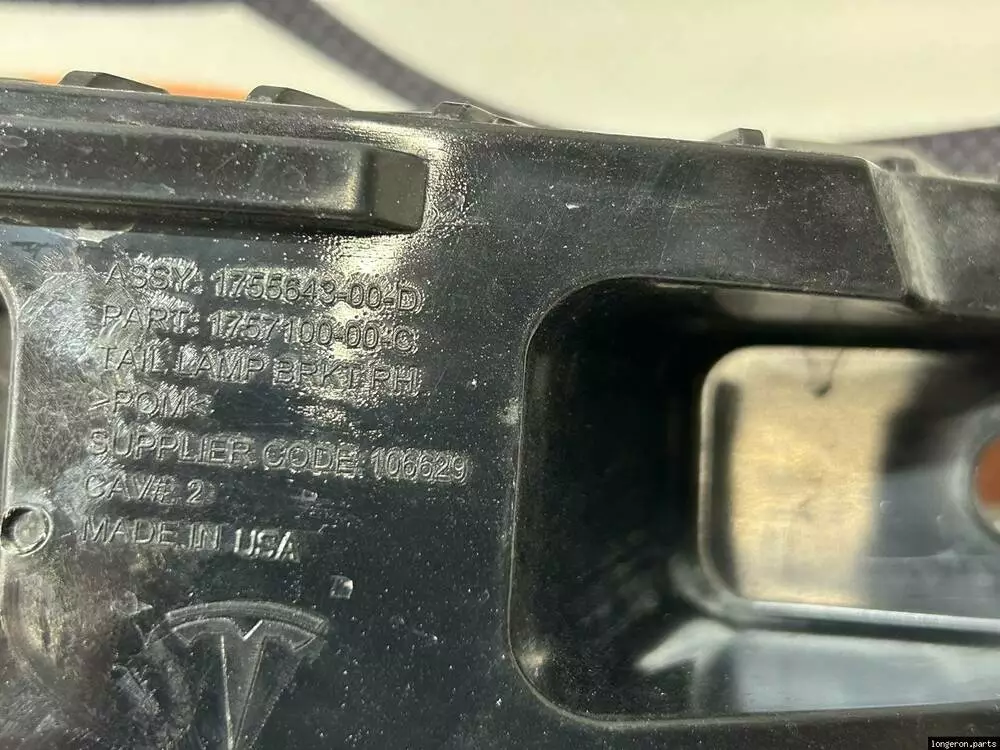 ASSY: 1755643-00-D
PART: 1757100-00-C
TAIL LAMP BRKT RH
>POM<
SUPPLIER CODE: 106629
CAV#: 2
MADE IN USA
longeron.parts